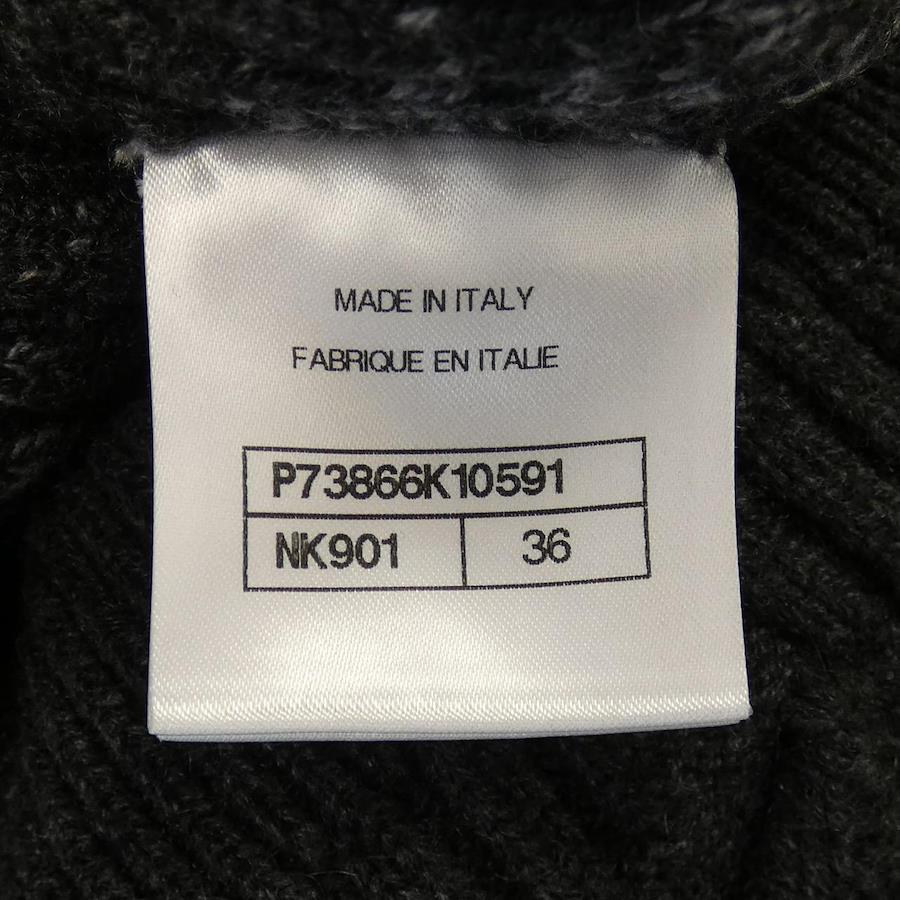 MADE IN ITALY
FABRIQUE EN ITALIE
P73866K10591
NK901 36